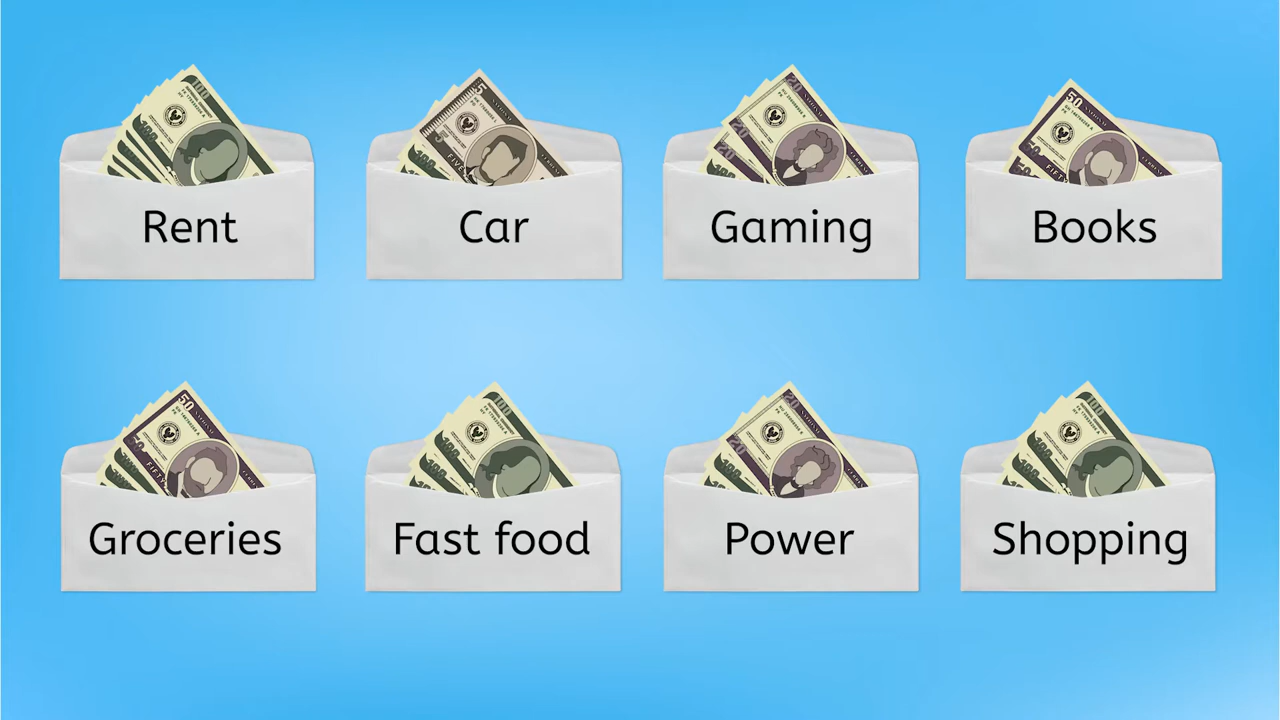 Rent
Car
Gaming
Books
Groceries
Fast food
Power
Shopping